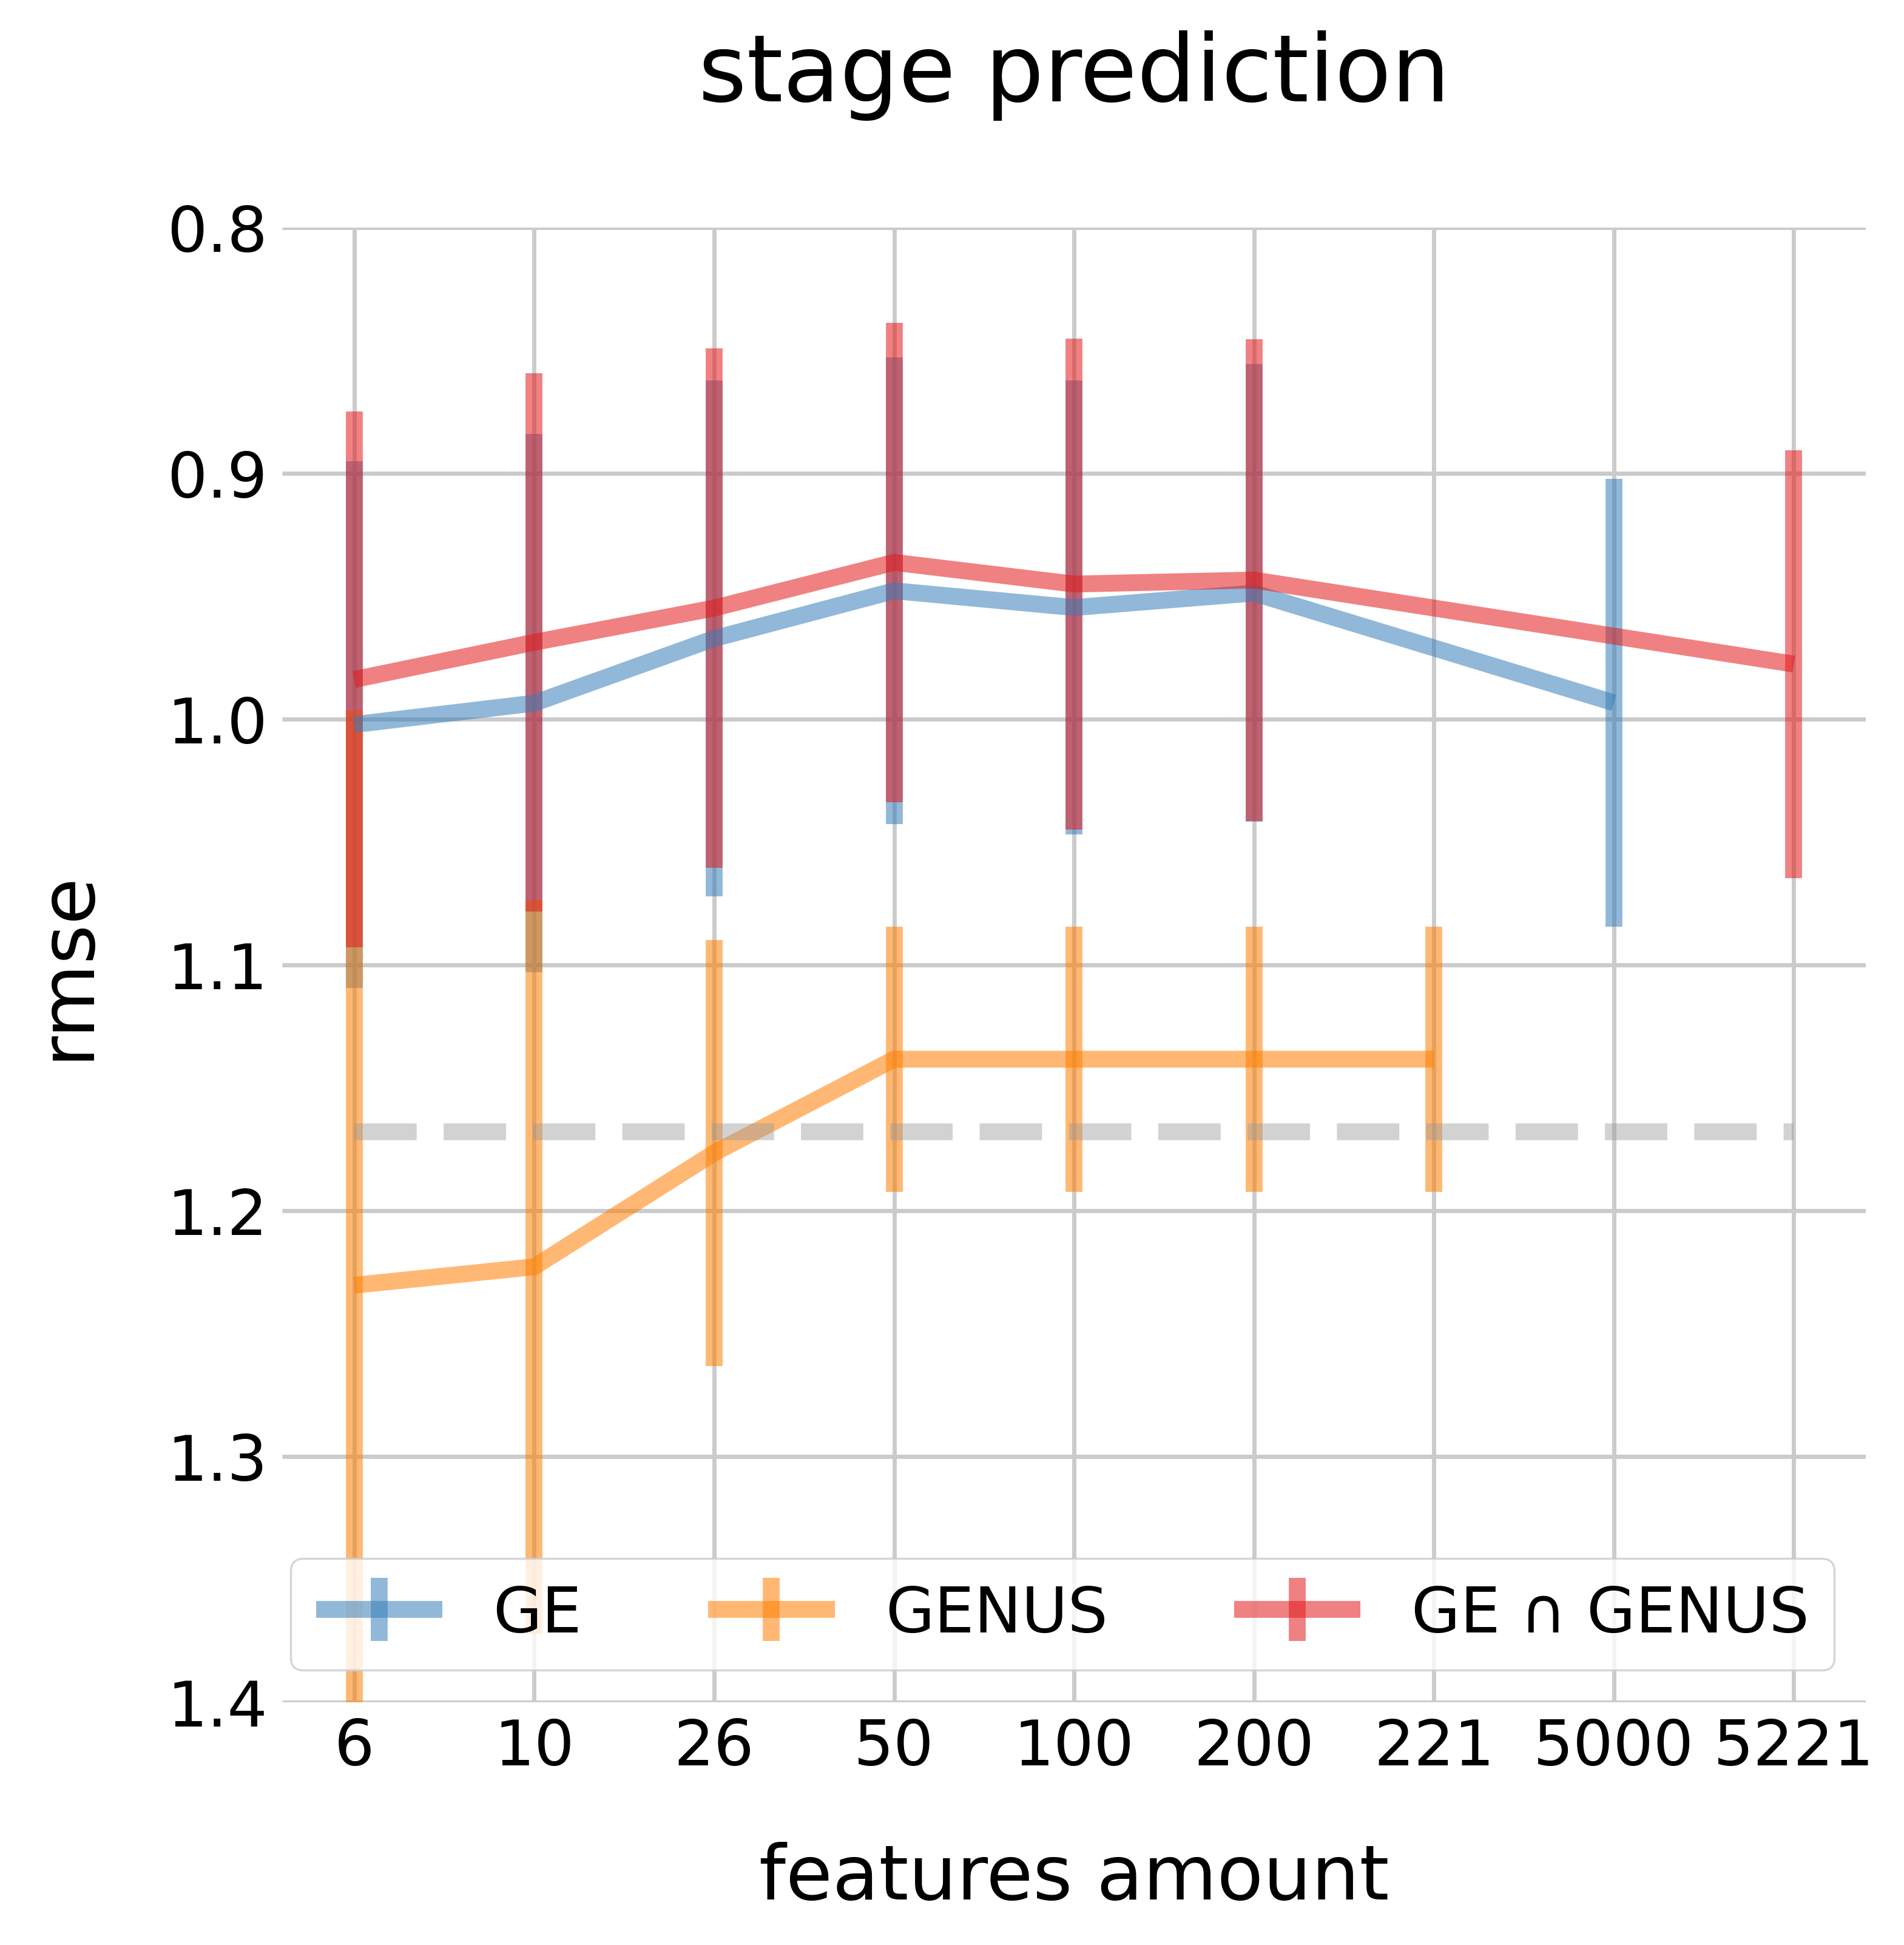 stage prediction
0.8
0.9
1.0
1.1
1.2
1.3
1.4
rmse
GE GENUS GE ∩ GENUS
6 10 26 50 100 200 221 5000 5221
features amount